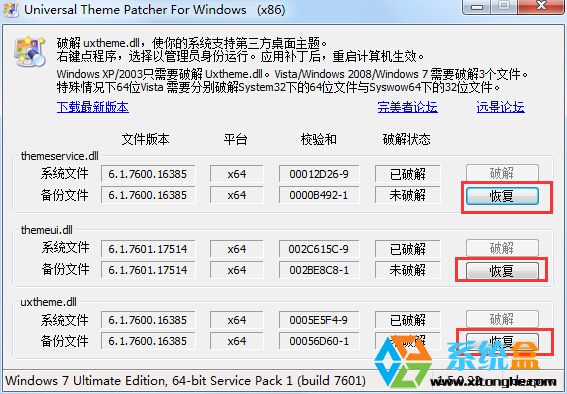 Universal Theme Patcher For Windows (x86)
破解 uxtheme.dll，使你的系统支持第三方桌面主题。
右键点程序，选择以管理员身份运行。应用补丁后，重启计算机生效。
Windows XP/2003只需要破解 Uxtheme.dll。Vista/Windows 2008/Windows 7 需要破解3个文件。
特殊情况下64位Vista 需要分别破解System32下的64位文件与Syswow64下的32位文件。
下载最新版本 完美者论坛 远景论坛
文件版本 平台 校验和 破解状态
themeservice.dll
系统文件 6.1.7600.16385 x64 00012D26-9 已破解 破解
备份文件 6.1.7600.16385 x64 0000B492-1 未破解 恢复
themeui.dll
系统文件 6.1.7601.17514 x64 002C615C-9 已破解 破解
备份文件 6.1.7601.17514 x64 002BE8C8-1 未破解 恢复
uxtheme.dll
系统文件 6.1.7600.16385 x64 0005E5F4-9 已破解 破解
备份文件 6.1.7600.16385 x64 00056D60-1 破解 恢复
系统盒
Windows 7 Ultimate Edition, 64-bit Service Pack 1 (build 7601)
www.xitonghe.com